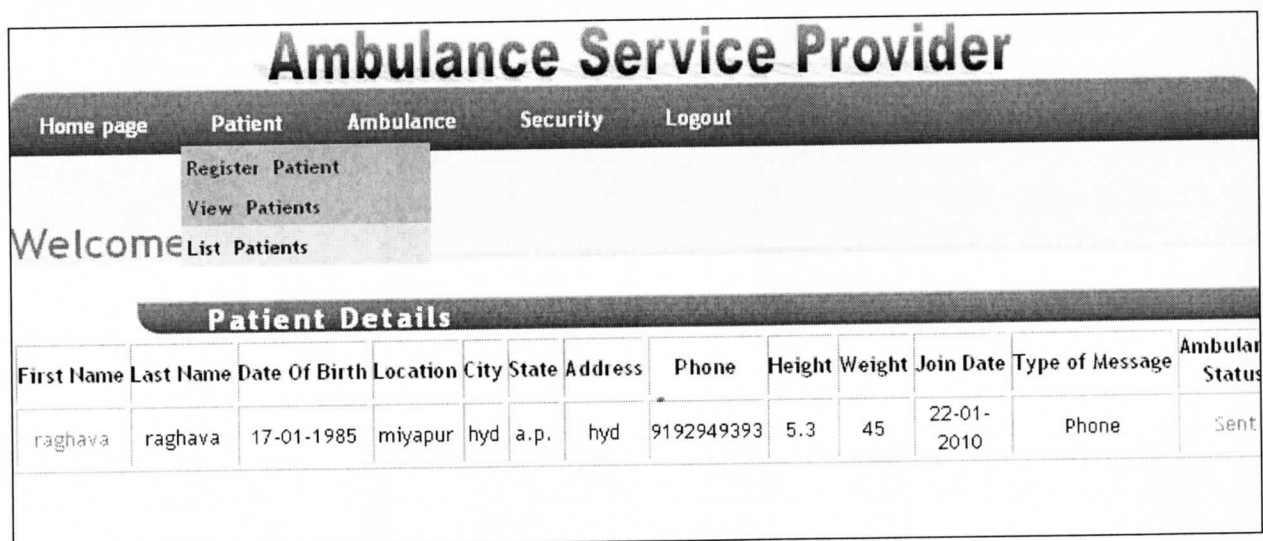 Ambulance Service Provider
Home page Patient Ambulance Security Logout
Register Patient
View Patients
Welcome List Patients
Patient Details
First Name Last Name Date Of Birth Location City State Address Phone Height Weight Join Date Type of Message Ambular Status
raghava raghava 17-01-1985 miyapur hyd a.p. hyd 9192949393 5.3 45 22-01-2010 Phone Sent